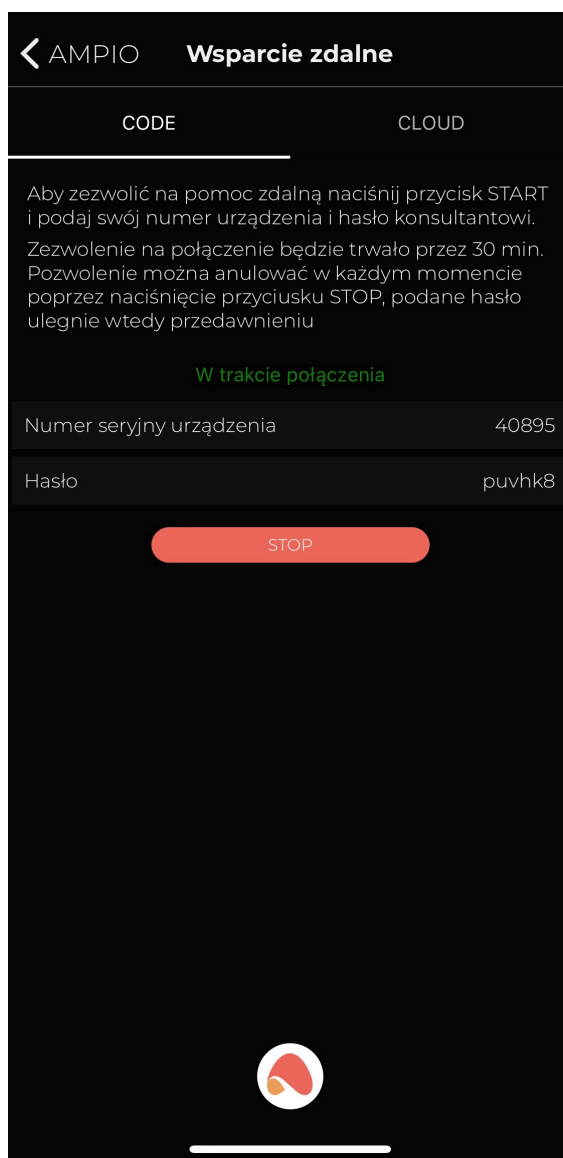 AMPIO Wsparcie zdalne
CODE CLOUD
Aby zezwolić na pomoc zdalną naciśnij przycisk START
i podaj swój numer urządzenia i hasło konsultantowi.
Zezwolenie na połączenie będzie trwało przez 30 min.
Pozwolenie można anulować w każdym momencie
poprzez naciśnięcie przyciusku STOP, podane hasło
ulegnie wtedy przedawnieniu
W trakcie połączenia
Numer seryjny urządzenia 40895
Hasło puvhk8
STOP